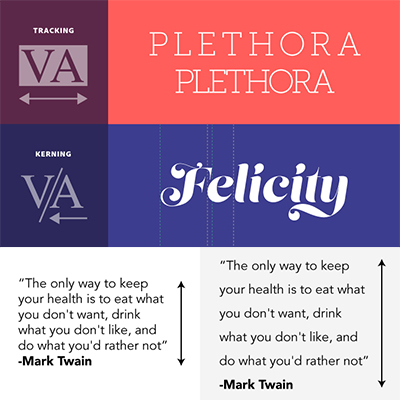 TRACKING
VA
PLETHORA
PLETHORA
KERNING
V/A
Felicity
“The only way to keep
your health is to eat what
you don't want, drink
what you don't like, and
do what you'd rather not”
-Mark Twain
“The only way to keep
your health is to eat what
you don't want, drink
what you don't like, and
do what you'd rather not”
-Mark Twain